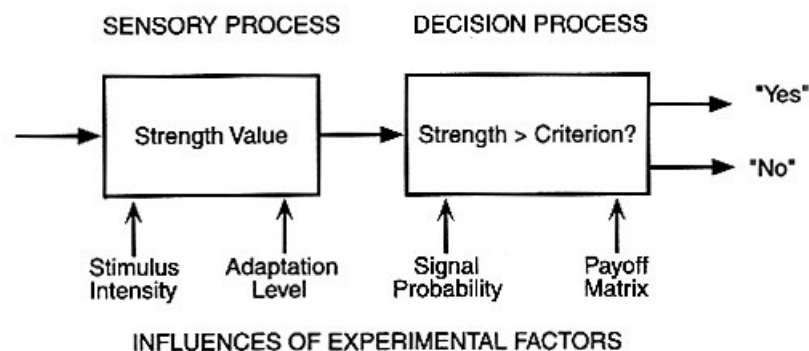 SENSORY PROCESS
DECISION PROCESS
Strength Value
Strength > Criterion?
"Yes"
"No"
Stimulus
Intensity
Adaptation
Level
Signal
Probability
Payoff
Matrix
INFLUENCES OF EXPERIMENTAL FACTORS